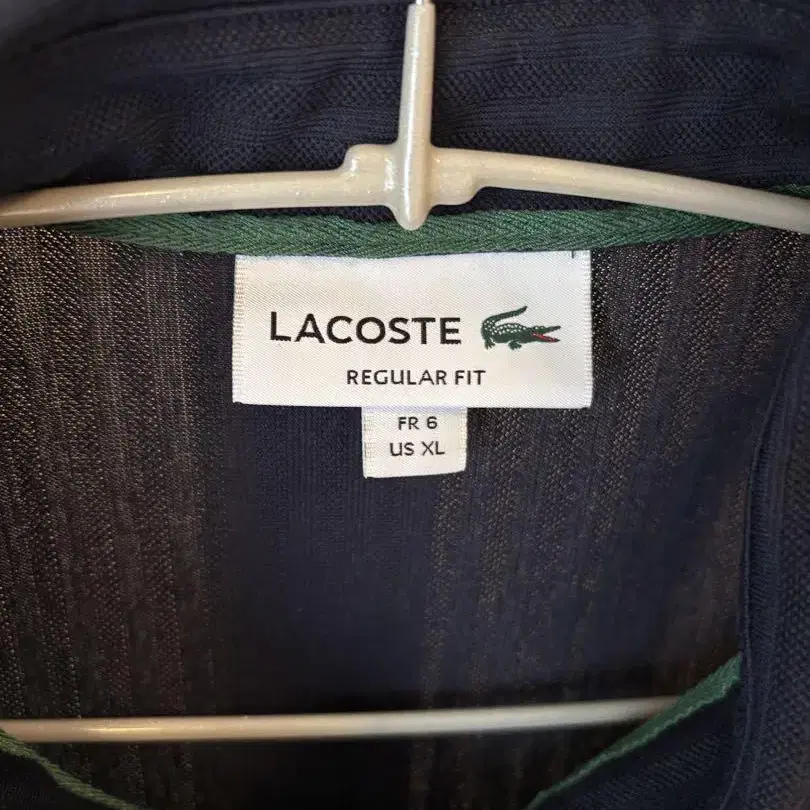 LACOSTE
REGULAR FIT
FR 6
US XL